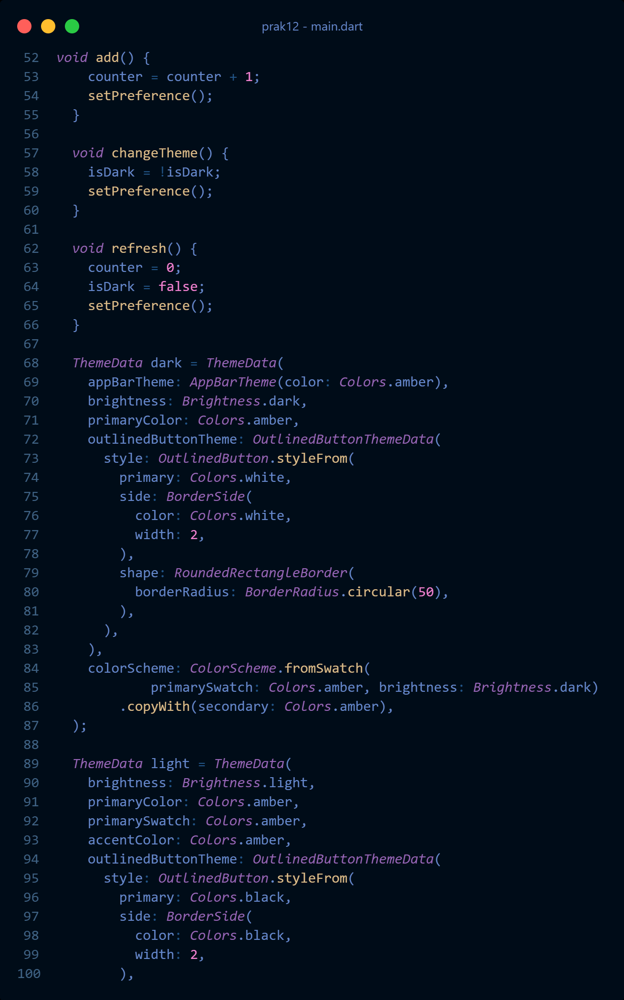 prak12 - main.dart
52 void add() {
53 counter = counter + 1;
54 setPreference();
55 }
56
57 void changeTheme() {
58 isDark = !isDark;
59 setPreference();
60 }
61
62 void refresh() {
63 counter = 0;
64 isDark = false;
65 setPreference();
66 }
67
68 ThemeData dark = ThemeData(
69 appBarTheme: AppBarTheme(color: Colors.amber),
70 brightness: Brightness.dark,
71 primaryColor: Colors.amber,
72 outlinedButtonTheme: OutlinedButtonThemeData(
73 style: OutlinedButton.styleFrom(
74 primary: Colors.white,
75 side: BorderSide(
76 color: Colors.white,
77 width: 2,
78 ),
79 shape: RoundedRectangleBorder(
80 borderRadius: BorderRadius.circular(50),
81 ),
82 ),
83 ),
84 colorScheme: ColorScheme.fromSwatch(
85 primarySwatch: Colors.amber, brightness: Brightness.dark)
86 .copyWith(secondary: Colors.amber),
87 );
88
89 ThemeData light = ThemeData(
90 brightness: Brightness.light,
91 primaryColor: Colors.amber,
92 primarySwatch: Colors.amber,
93 accentColor: Colors.amber,
94 outlinedButtonTheme: OutlinedButtonThemeData(
95 style: OutlinedButton.styleFrom(
96 primary: Colors.black,
97 side: BorderSide(
98 color: Colors.black,
99 width: 2,
100 ),